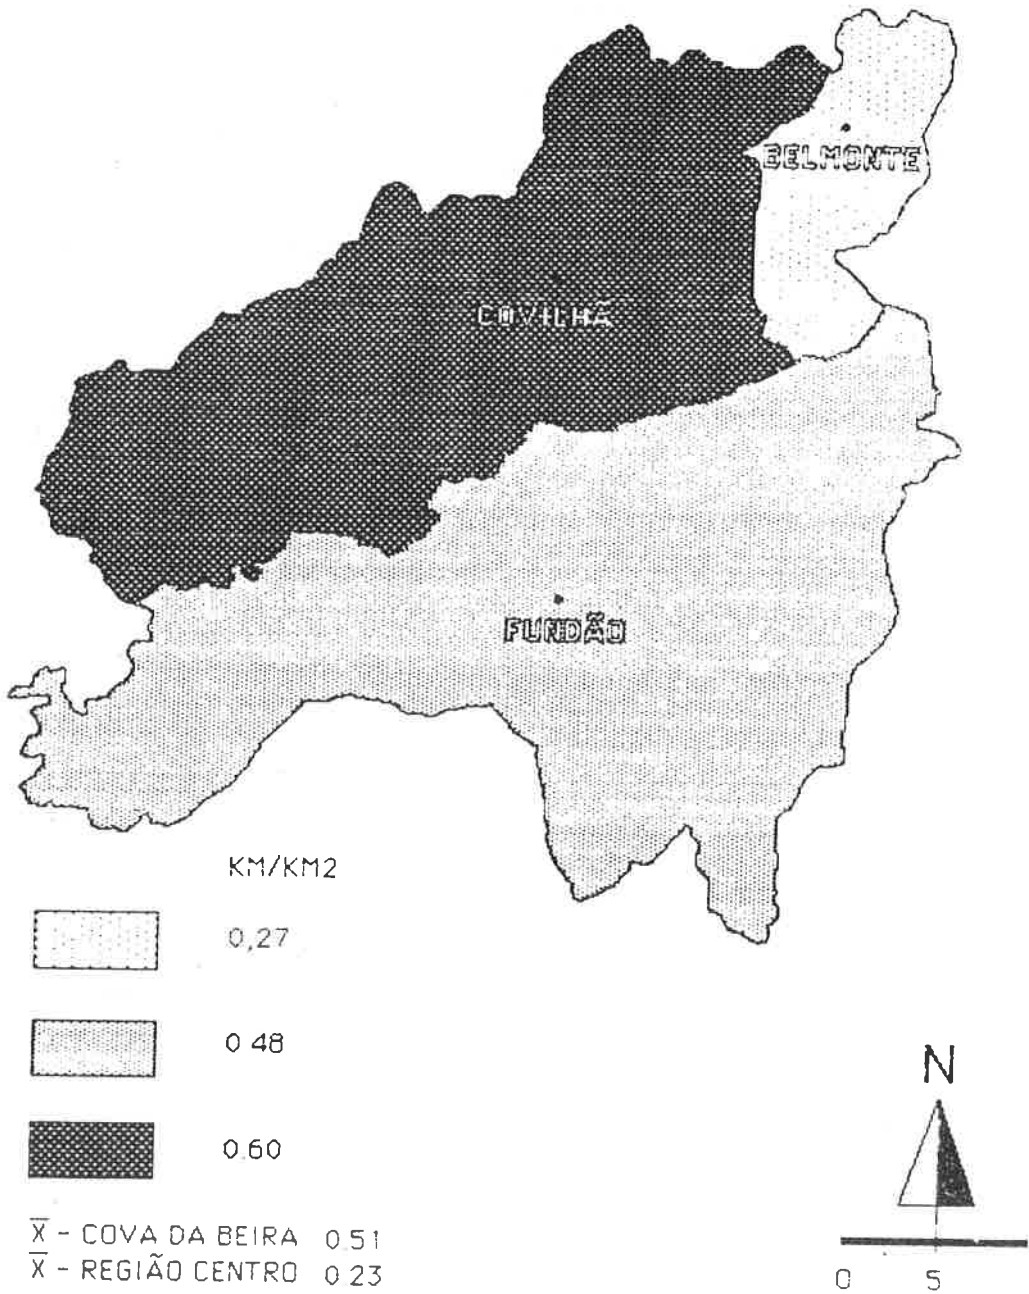 BELMONTE
COVILHÃ
FUNDÃO
KM/KM2
0,27
0.48
0.60
X̅ - COVA DA BEIRA 0.51
X̅ - REGIÃO CENTRO 0.23
N
0 5